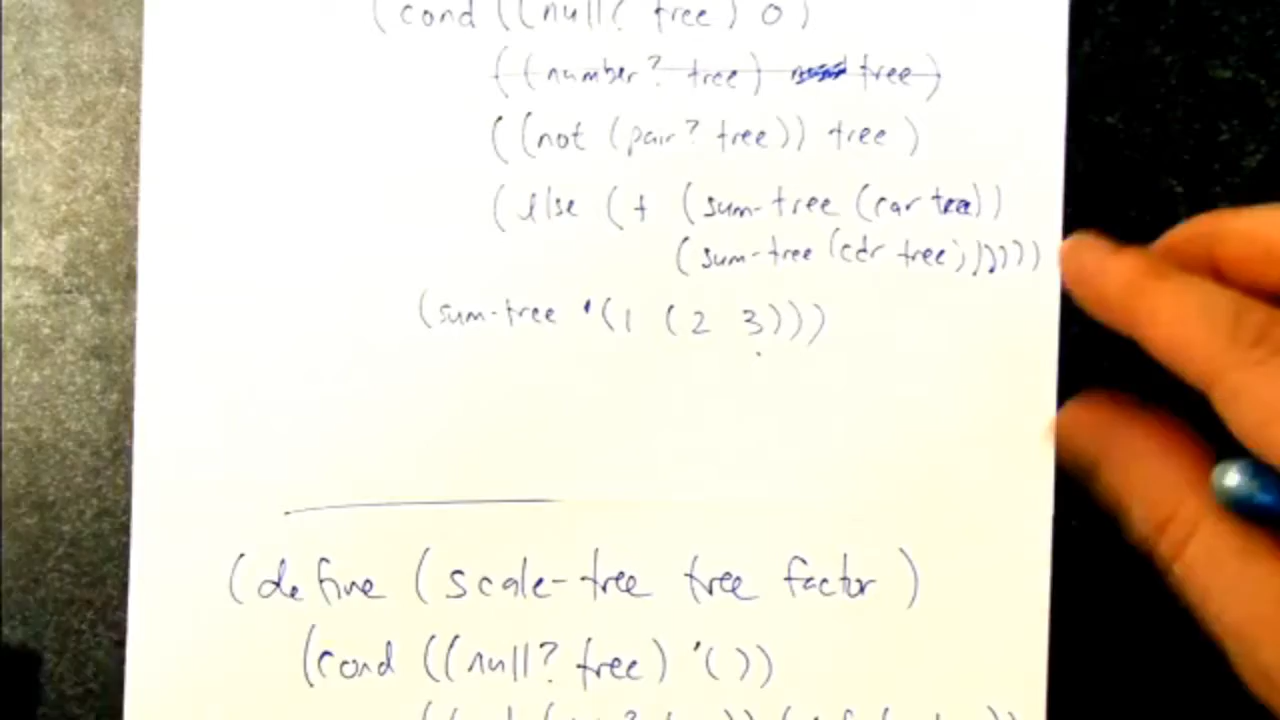 (cond ((null? tree) 0)
((number? tree) tree)
((not (pair? tree)) tree)
(else (+ (sum-tree (car tree))
(sum-tree (cdr tree)))))
(sum-tree '(1 (2 3)))
(define (scale-tree tree factor)
(cond ((null? tree) '())